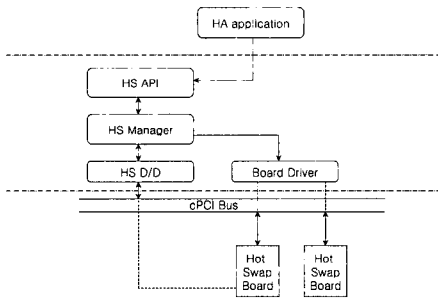 HA application
HS API
HS Manager
HS D/D
Board Driver
cPCI Bus
Hot
Swap
Board
Hot
Swap
Board